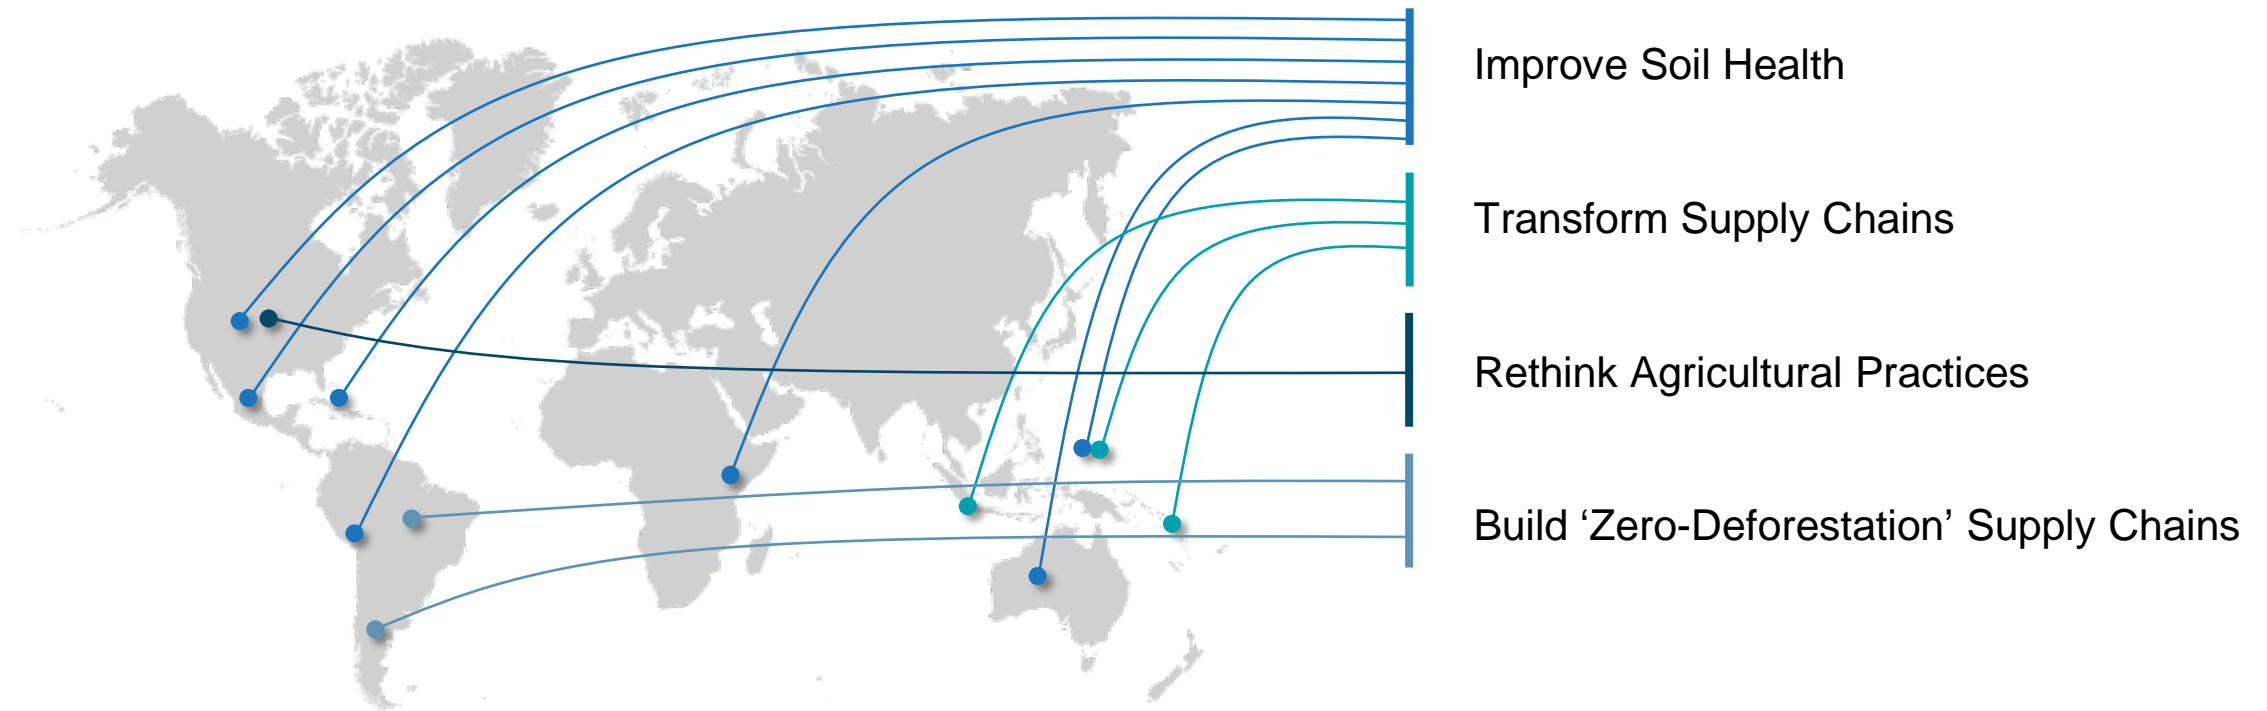 Improve Soil Health
Transform Supply Chains
Rethink Agricultural Practices
Build ‘Zero-Deforestation’ Supply Chains